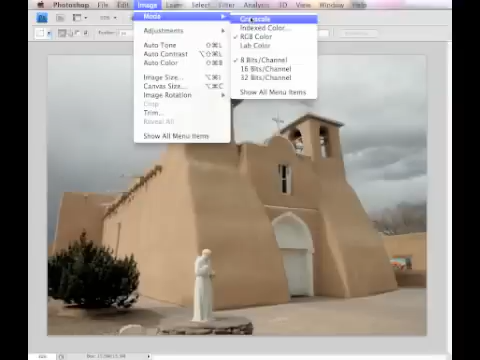 Photoshop File Edit Image Layer Select Filter Analysis 3D View Window Help
Mode
Adjustments
Auto Tone ⇧⌘L
Auto Contrast ⌥⇧⌘L
Auto Color ⇧⌘B
Image Size... ⌥⌘I
Canvas Size... ⌥⌘C
Image Rotation
Crop
Trim...
Reveal All
Show All Menu Items
Grayscale
Indexed Color...
✓ RGB Color
Lab Color
✓ 8 Bits/Channel
16 Bits/Channel
32 Bits/Channel
Show All Menu Items